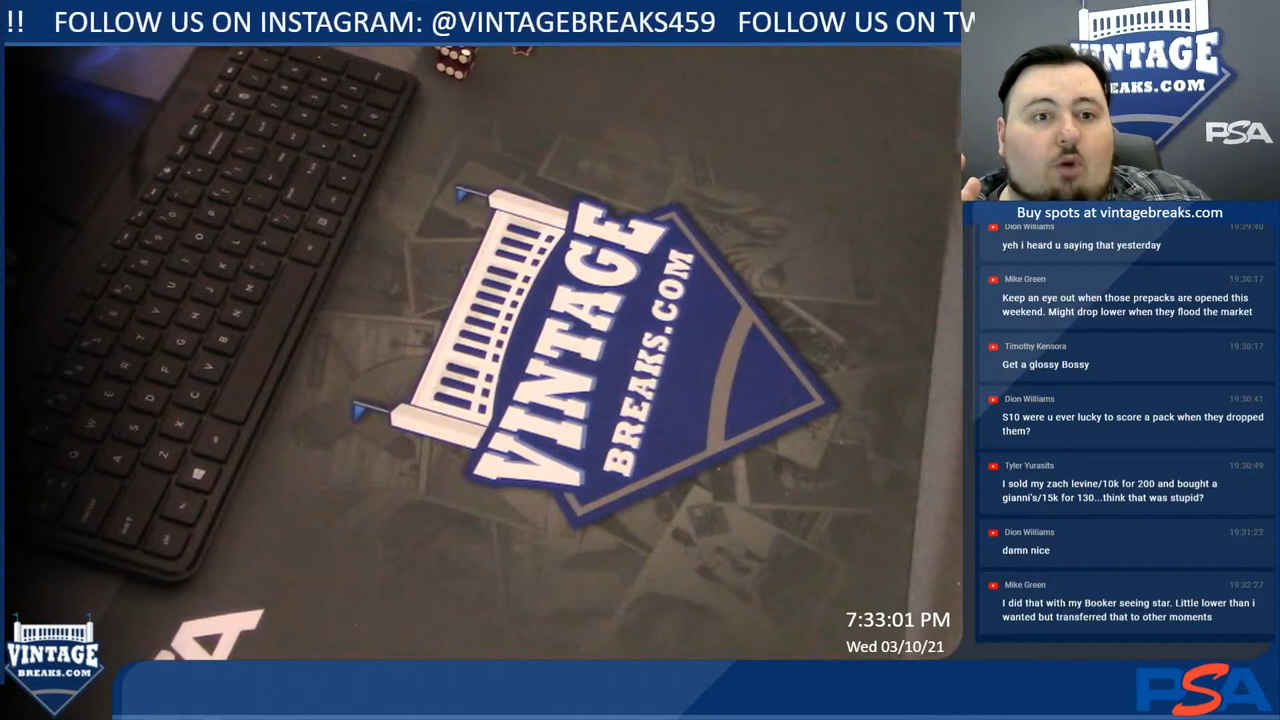 !!    FOLLOW US ON INSTAGRAM: @VINTAGEBREAKS459    FOLLOW US ON TW
VINTAGE
BREAKS.COM
PSA
Buy spots at vintagebreaks.com
Dion Williams 19:29:40
yeh i heard u saying that yesterday
Mike Green 19:30:17
Keep an eye out when those prepacks are opened this
weekend. Might drop lower when they flood the market
Timothy Kensora 19:30:17
Get a glossy Bossy
Dion Williams 19:30:41
S10 were u ever lucky to score a pack when they dropped
them?
Tyler Yurasits 19:30:49
I sold my zach levine/10k for 200 and bought a
gianni's/15k for 130...think that was stupid?
Dion Williams 19:31:22
damn nice
Mike Green 19:32:27
I did that with my Booker seeing star. Little lower than i
wanted but transferred that to other moments
VINTAGE
BREAKS.COM
7:33:01 PM
Wed 03/10/21
VINTAGE
BREAKS.COM
PSA